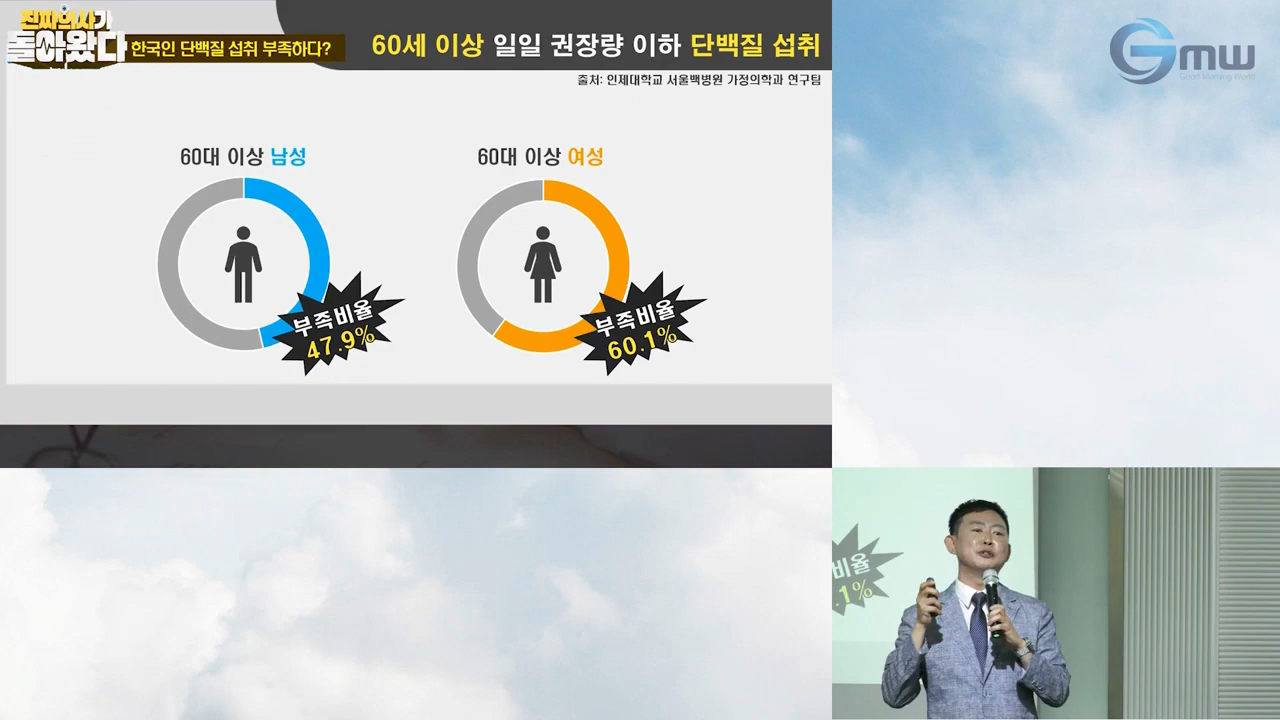 진짜의사가
돌아왔다
한국인 단백질 섭취 부족하다?
60세 이상 일일 권장량 이하 단백질 섭취
출처: 인제대학교 서울백병원 가정의학과 연구팀
60대 이상 남성
60대 이상 여성
부족비율
47.9%
부족비율
60.1%
Gmw
Good Morning World
비율
.1%